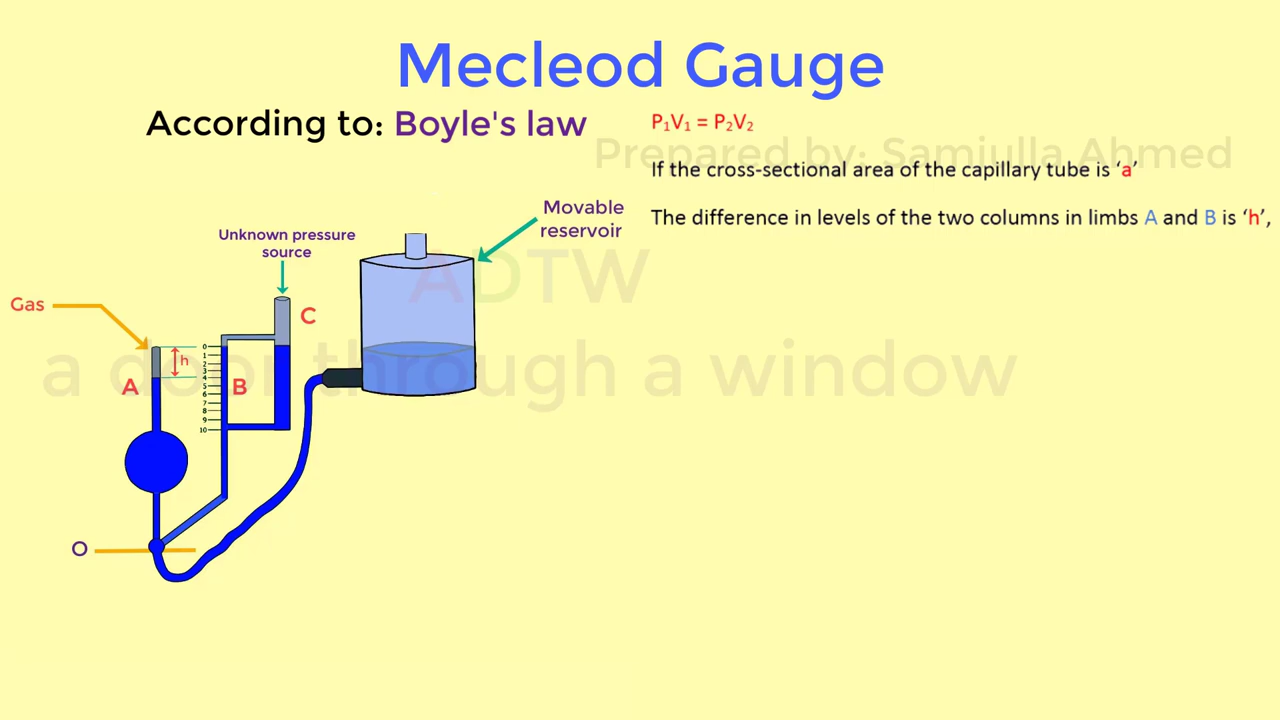 Mecleod Gauge
According to: Boyle's law
P₁V₁ = P₂V₂
Prepared by: Samiulla Ahmed
If the cross-sectional area of the capillary tube is ‘a’
The difference in levels of the two columns in limbs A and B is ‘h’,
Movable
reservoir
Unknown pressure
source
ADTW
Gas
C
h
a door through a window
A
B
0
1
2
3
4
5
6
7
8
9
10
O